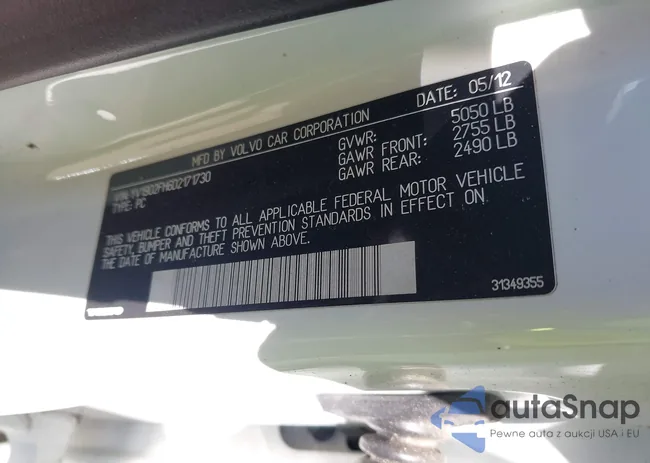 MFD BY VOLVO CAR CORPORATION DATE: 05/12
GVWR: 5050 LB
GAWR FRONT: 2755 LB
GAWR REAR: 2490 LB
VIN: YV1902FH6D2171730
TYPE: PC
THIS VEHICLE CONFORMS TO ALL APPLICABLE FEDERAL MOTOR VEHICLE
SAFETY, BUMPER AND THEFT PREVENTION STANDARDS IN EFFECT ON
THE DATE OF MANUFACTURE SHOWN ABOVE.
31349355
autaSnap
Pewne auta z aukcji USA i EU